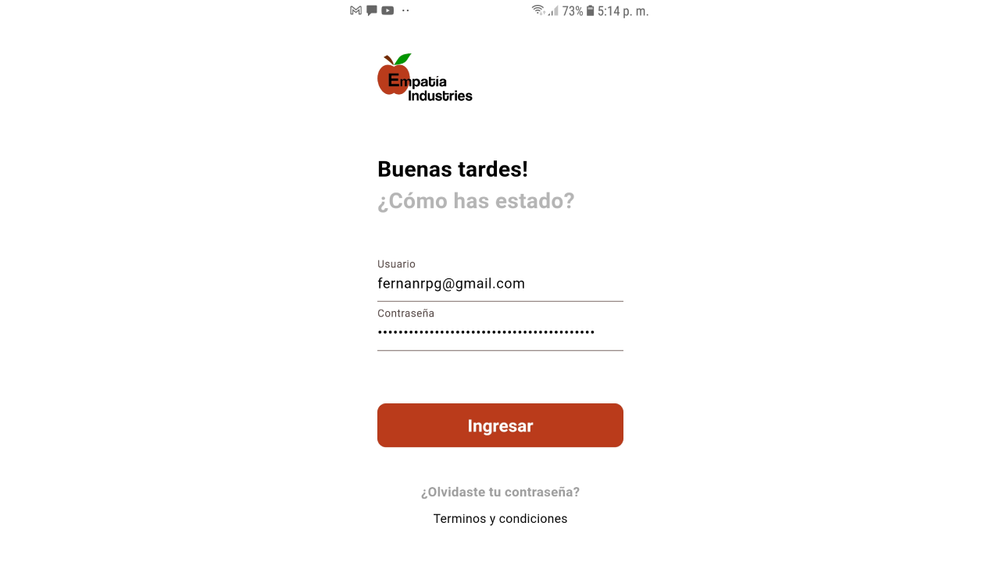 73% 5:14 p. m.
Empatia
Industries
Buenas tardes!
¿Cómo has estado?
Usuario
fernanrpg@gmail.com
Contraseña
••••••••••••••••••••••••••••••••••••••••••
Ingresar
¿Olvidaste tu contraseña?
Terminos y condiciones